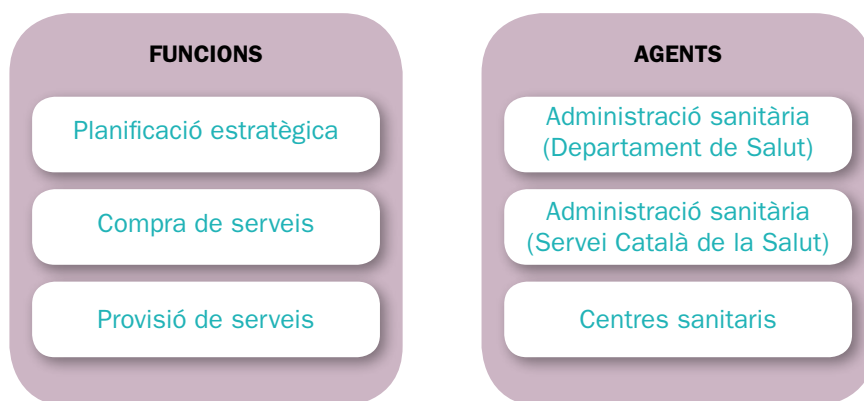 FUNCIONS
Planificació estratègica
Compra de serveis
Provisió de serveis
AGENTS
Administració sanitària
(Departament de Salut)
Administració sanitària
(Servei Català de la Salut)
Centres sanitaris